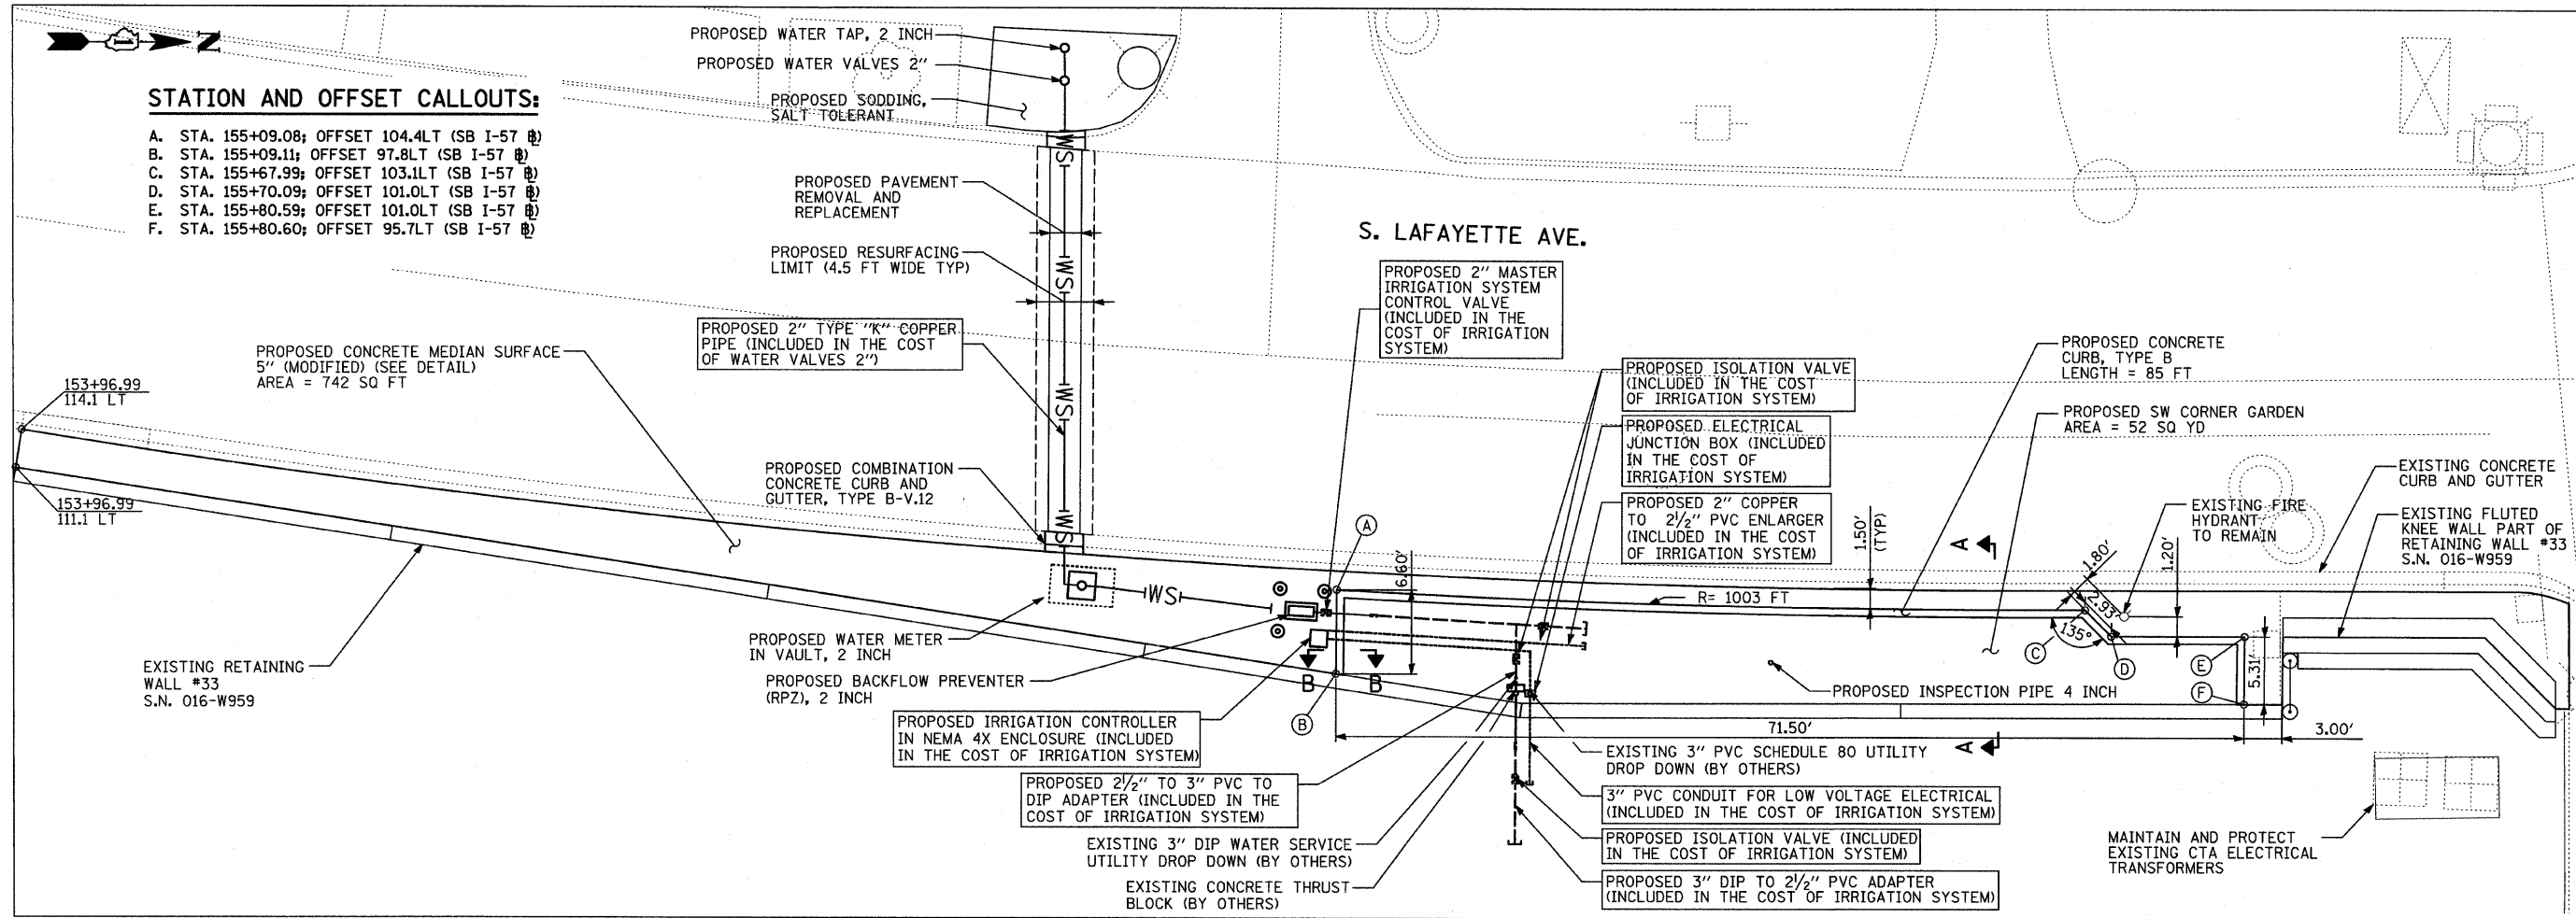 N
STATION AND OFFSET CALLOUTS:
A. STA. 155+09.08; OFFSET 104.4LT (SB I-57 ℄)
B. STA. 155+09.11; OFFSET 97.8LT (SB I-57 ℄)
C. STA. 155+67.99; OFFSET 103.1LT (SB I-57 ℄)
D. STA. 155+70.09; OFFSET 101.0LT (SB I-57 ℄)
E. STA. 155+80.59; OFFSET 101.0LT (SB I-57 ℄)
F. STA. 155+80.60; OFFSET 95.7LT (SB I-57 ℄)
PROPOSED WATER TAP, 2 INCH
PROPOSED WATER VALVES 2"
PROPOSED SODDING,
SALT TOLERANT
PROPOSED PAVEMENT
REMOVAL AND
REPLACEMENT
PROPOSED RESURFACING
LIMIT (4.5 FT WIDE TYP)
PROPOSED 2" TYPE "K" COPPER
PIPE (INCLUDED IN THE COST
OF WATER VALVES 2")
WS
WS
WS
WS
S. LAFAYETTE AVE.
PROPOSED 2" MASTER
IRRIGATION SYSTEM
CONTROL VALVE
(INCLUDED IN THE
COST OF IRRIGATION
SYSTEM)
PROPOSED CONCRETE MEDIAN SURFACE
5" (MODIFIED) (SEE DETAIL)
AREA = 742 SQ FT
153+96.99
114.1 LT
153+96.99
111.1 LT
PROPOSED COMBINATION
CONCRETE CURB AND
GUTTER, TYPE B-V.12
PROPOSED ISOLATION VALVE
(INCLUDED IN THE COST
OF IRRIGATION SYSTEM)
PROPOSED ELECTRICAL
JUNCTION BOX (INCLUDED
IN THE COST OF
IRRIGATION SYSTEM)
PROPOSED 2" COPPER
TO 2½" PVC ENLARGER
(INCLUDED IN THE COST
OF IRRIGATION SYSTEM)
PROPOSED CONCRETE
CURB, TYPE B
LENGTH = 85 FT
PROPOSED SW CORNER GARDEN
AREA = 52 SQ YD
EXISTING CONCRETE
CURB AND GUTTER
EXISTING FIRE
HYDRANT
TO REMAIN
EXISTING FLUTED
KNEE WALL PART OF
RETAINING WALL #33
S.N. 016-W959
A
6.60'
R= 1003 FT
1.50'
(TYP)
A
1.80'
2.93'
1.20'
135°
C
D
E
F
5.31'
WS
EXISTING RETAINING
WALL #33
S.N. 016-W959
PROPOSED WATER METER
IN VAULT, 2 INCH
PROPOSED BACKFLOW PREVENTER
(RPZ), 2 INCH
B
B
B
PROPOSED INSPECTION PIPE 4 INCH
71.50'
A
3.00'
PROPOSED IRRIGATION CONTROLLER
IN NEMA 4X ENCLOSURE (INCLUDED
IN THE COST OF IRRIGATION SYSTEM)
PROPOSED 2½" TO 3" PVC TO
DIP ADAPTER (INCLUDED IN THE
COST OF IRRIGATION SYSTEM)
EXISTING 3" DIP WATER SERVICE
UTILITY DROP DOWN (BY OTHERS)
EXISTING CONCRETE THRUST
BLOCK (BY OTHERS)
EXISTING 3" PVC SCHEDULE 80 UTILITY
DROP DOWN (BY OTHERS)
3" PVC CONDUIT FOR LOW VOLTAGE ELECTRICAL
(INCLUDED IN THE COST OF IRRIGATION SYSTEM)
PROPOSED ISOLATION VALVE (INCLUDED
IN THE COST OF IRRIGATION SYSTEM)
PROPOSED 3" DIP TO 2½" PVC ADAPTER
(INCLUDED IN THE COST OF IRRIGATION SYSTEM)
MAINTAIN AND PROTECT
EXISTING CTA ELECTRICAL
TRANSFORMERS